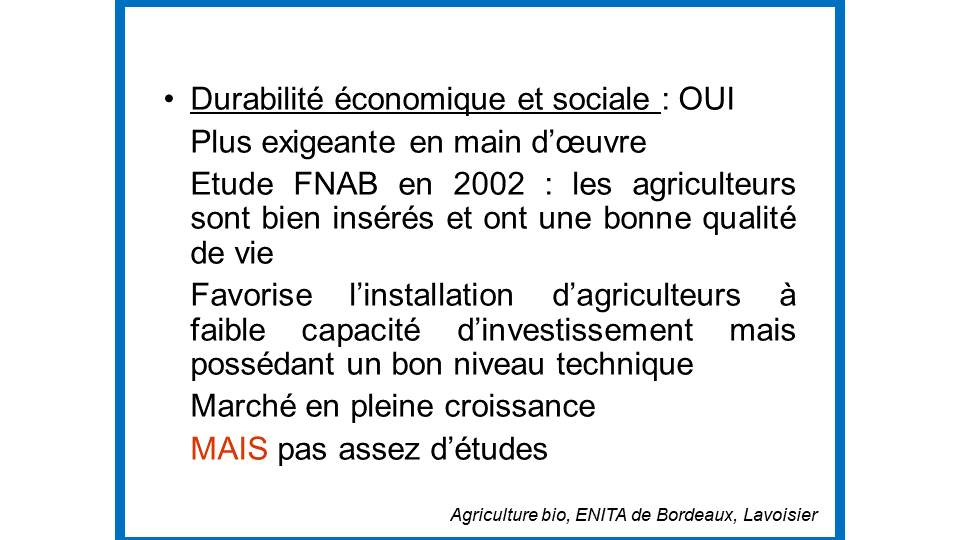 • Durabilité économique et sociale : OUI
Plus exigeante en main d’œuvre
Etude FNAB en 2002 : les agriculteurs
sont bien insérés et ont une bonne qualité
de vie
Favorise l’installation d’agriculteurs à
faible capacité d’investissement mais
possédant un bon niveau technique
Marché en pleine croissance
MAIS pas assez d’études
Agriculture bio, ENITA de Bordeaux, Lavoisier